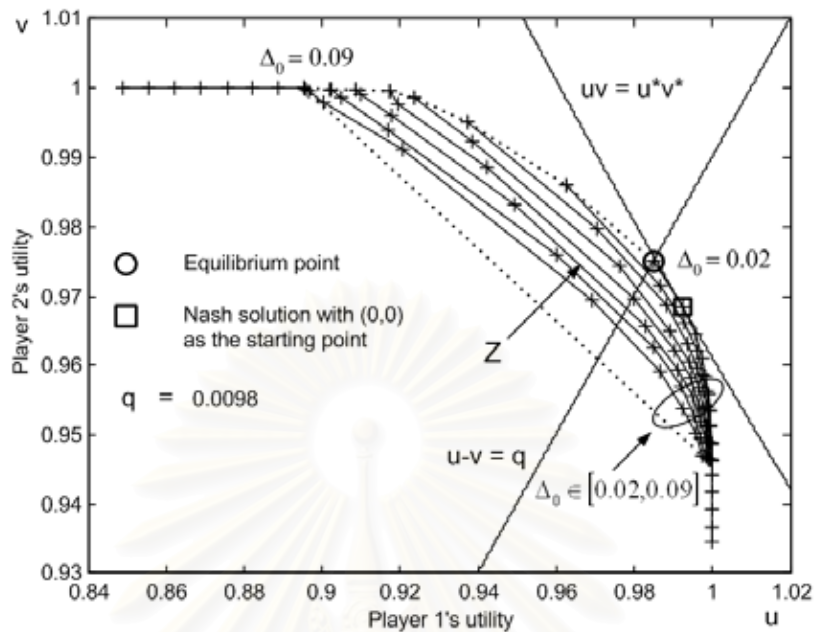 v
1.01
1
0.99
0.98
0.97
0.96
0.95
0.94
0.93
Player 2's utility
Δ₀ = 0.09
uv = u*v*
Equilibrium point
Δ₀ = 0.02
Nash solution with (0,0)
as the starting point
Z
q = 0.0098
u-v = q
Δ₀ ∈ [0.02,0.09]
0.84 0.86 0.88 0.9 0.92 0.94 0.96 0.98 1 1.02
Player 1's utility
u